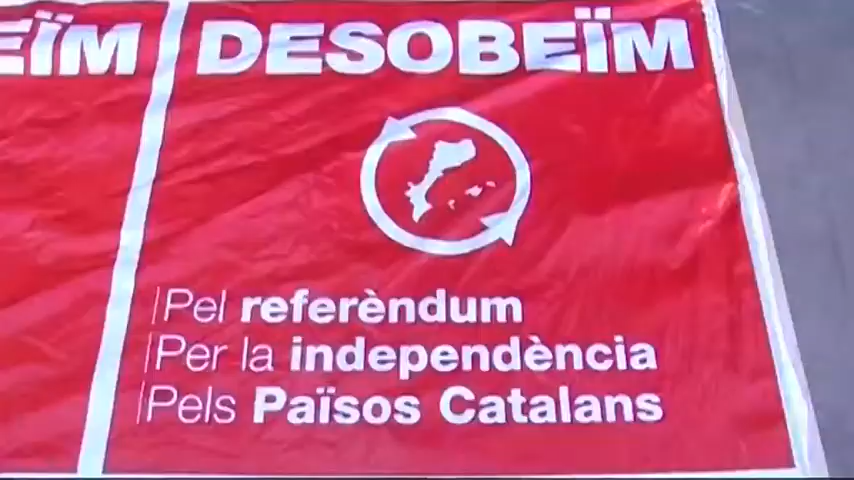 EÏM
DESOBEÏM
Pel referèndum
Per la independència
Pels Països Catalans